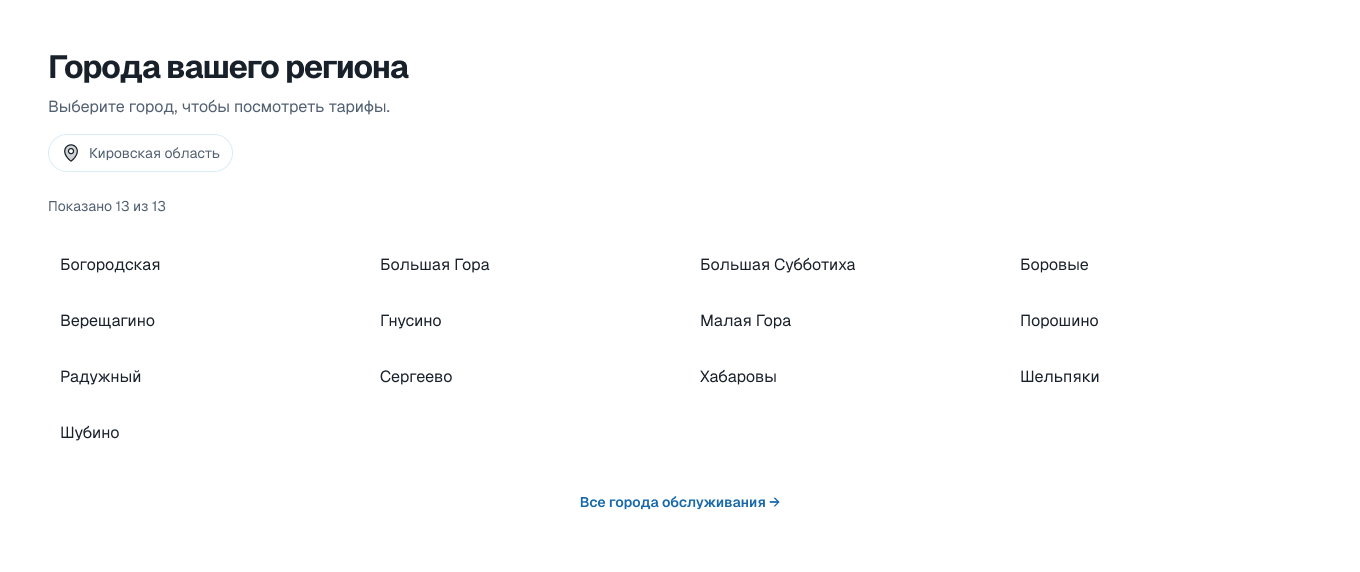 Города вашего региона
Выберите город, чтобы посмотреть тарифы.
Кировская область
Показано 13 из 13
Богородская
Большая Гора
Большая Субботиха
Боровые
Верещагино
Гнусино
Малая Гора
Порошино
Радужный
Сергеево
Хабаровы
Шельпяки
Шубино
Все города обслуживания →